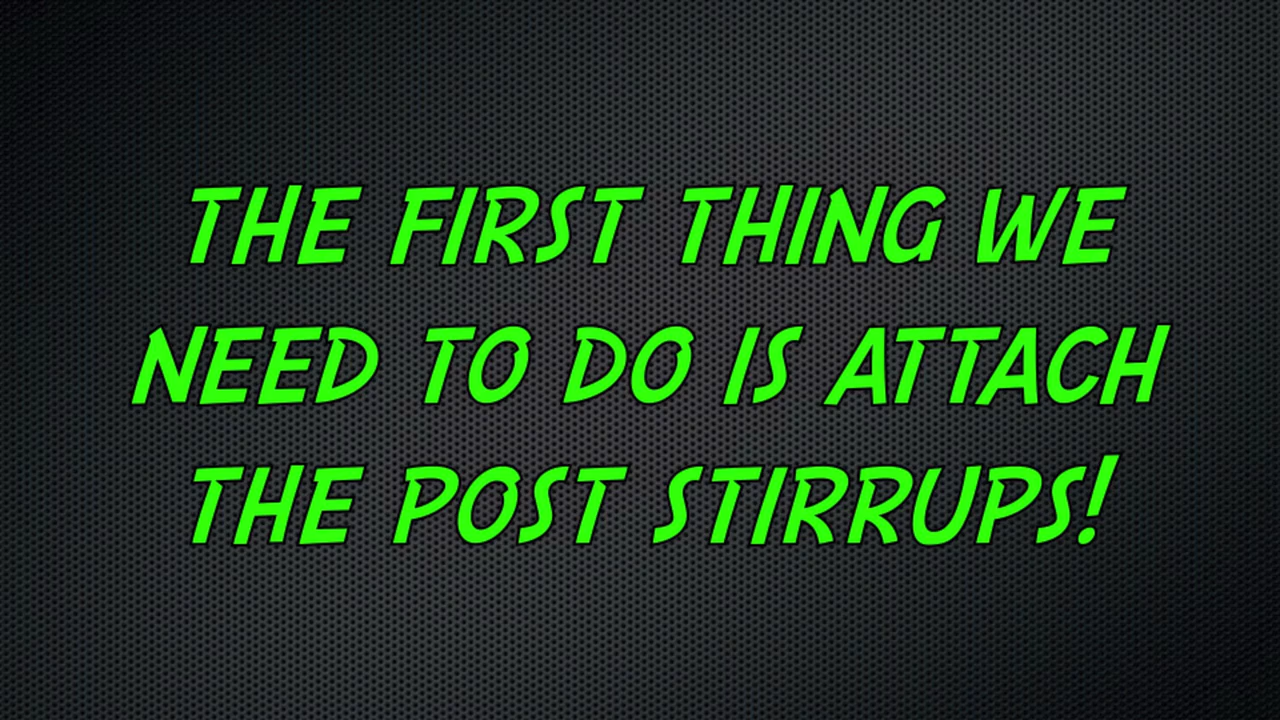 THE FIRST THING WE
NEED TO DO IS ATTACH
THE POST STIRRUPS!